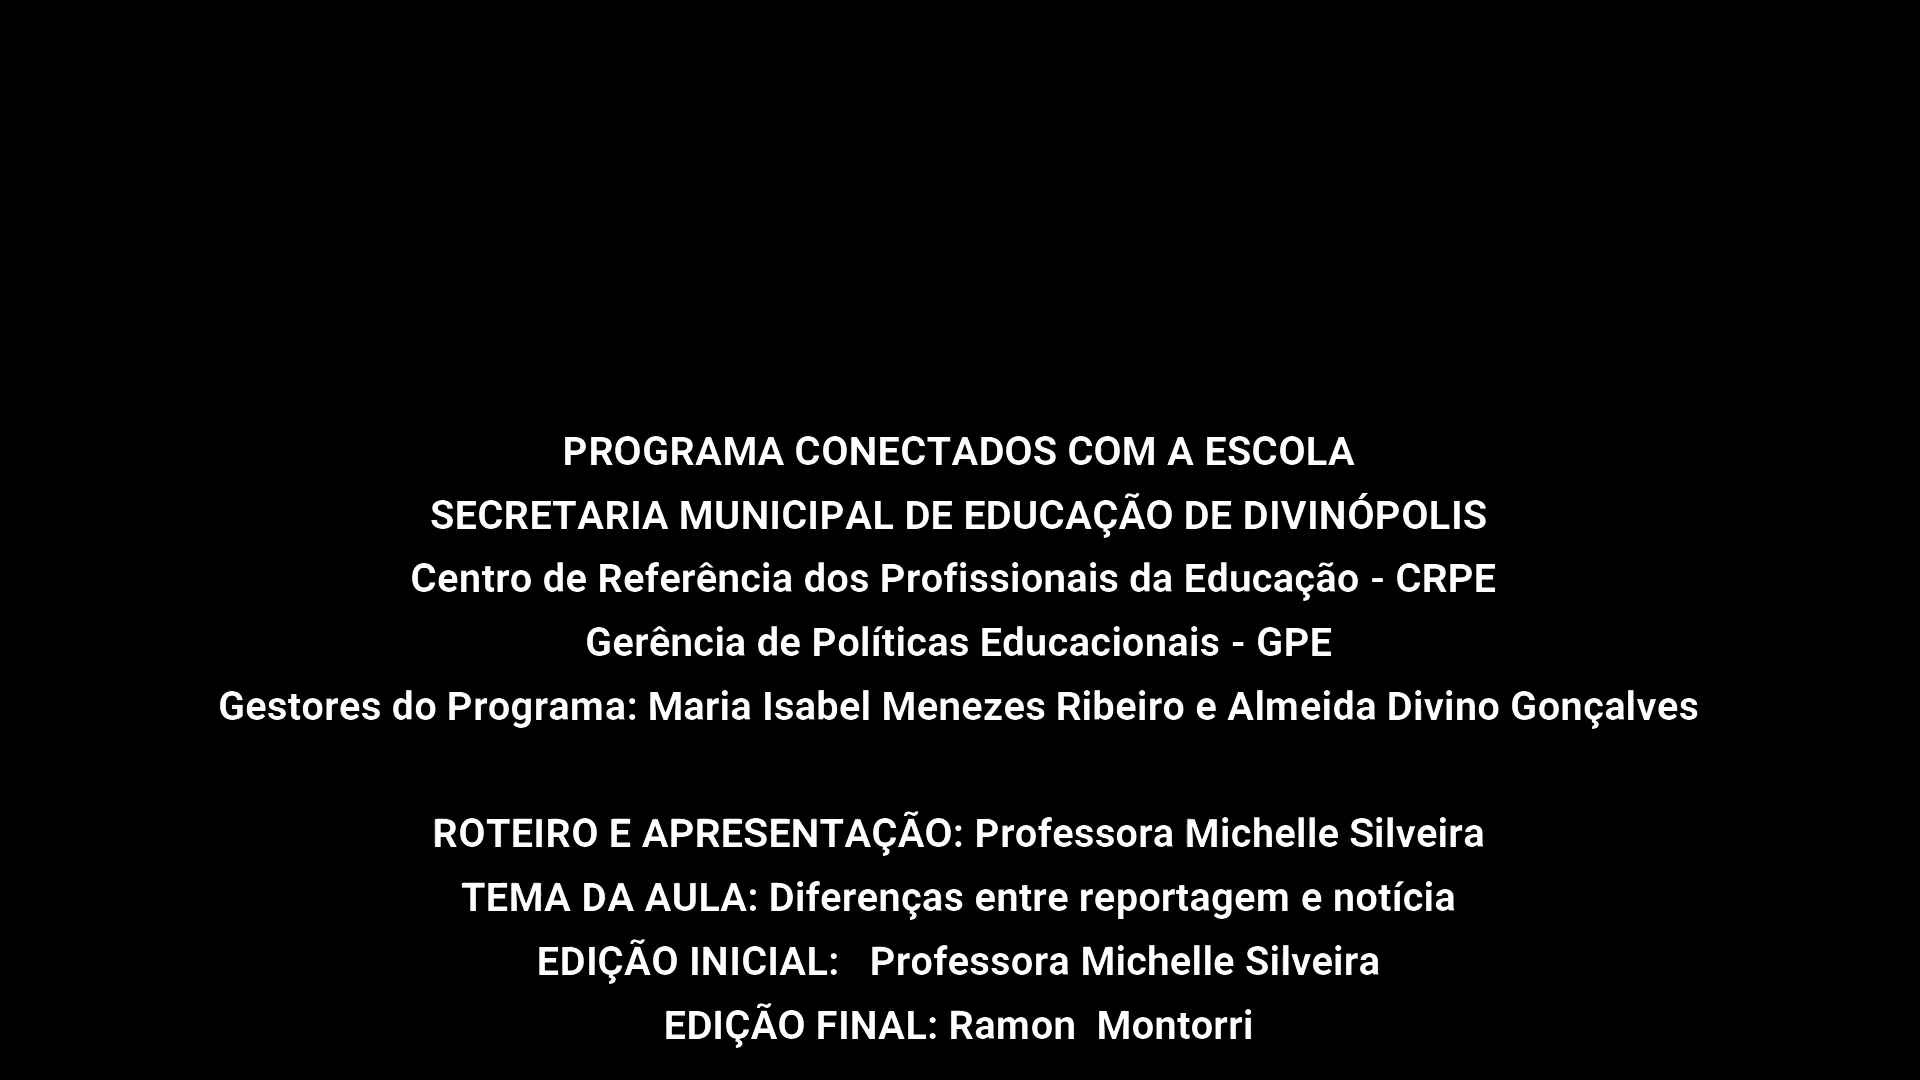 PROGRAMA CONECTADOS COM A ESCOLA
SECRETARIA MUNICIPAL DE EDUCAÇÃO DE DIVINÓPOLIS
Centro de Referência dos Profissionais da Educação - CRPE
Gerência de Políticas Educacionais - GPE
Gestores do Programa: Maria Isabel Menezes Ribeiro e Almeida Divino Gonçalves
ROTEIRO E APRESENTAÇÃO: Professora Michelle Silveira
TEMA DA AULA: Diferenças entre reportagem e notícia
EDIÇÃO INICIAL:   Professora Michelle Silveira
EDIÇÃO FINAL: Ramon  Montorri